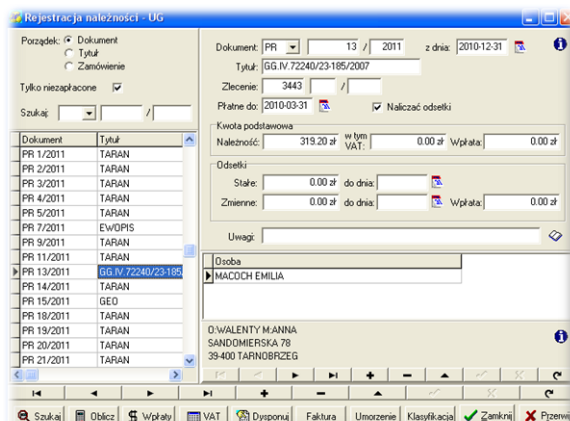 Rejestracja należności - UG
Porządek: Dokument
Tytuł
Zamówienie
Tylko niezapłacone
Szukaj: /
Dokument Tytuł
PR 1/2011 TARAN
PR 2/2011 TARAN
PR 3/2011 TARAN
PR 4/2011 TARAN
PR 5/2011 TARAN
PR 7/2011 EWOPIS
PR 9/2011 TARAN
PR 11/2011 TARAN
PR 13/2011 GG.IV.72240/23-185
PR 14/2011 TARAN
PR 15/2011 GEO
PR 18/2011 TARAN
PR 19/2011 TARAN
PR 20/2011 TARAN
PR 21/2011 TARAN
Dokument: PR 13 / 2011 z dnia: 2010-12-31
Tytuł: GG.IV.72240/23-185/2007
Zlecenie: 3443 /
Płatne do: 2010-03-31 Naliczać odsetki
Kwota podstawowa
Należność: 319.20 zł w tym VAT: 0.00 zł Wpłata: 0.00 zł
Odsetki
Stałe: 0.00 zł do dnia:
Zmienne: 0.00 zł do dnia: Wpłata: 0.00 zł
Uwagi:
Osoba
MACOCH EMILIA
O:WALENTY M:ANNA
SANDOMIERSKA 78
39-400 TARNOBRZEG
Szukaj Oblicz Wpłaty VAT Dysponuj Faktura Umorzenie Klasyfikacja Zamknij Przerwij